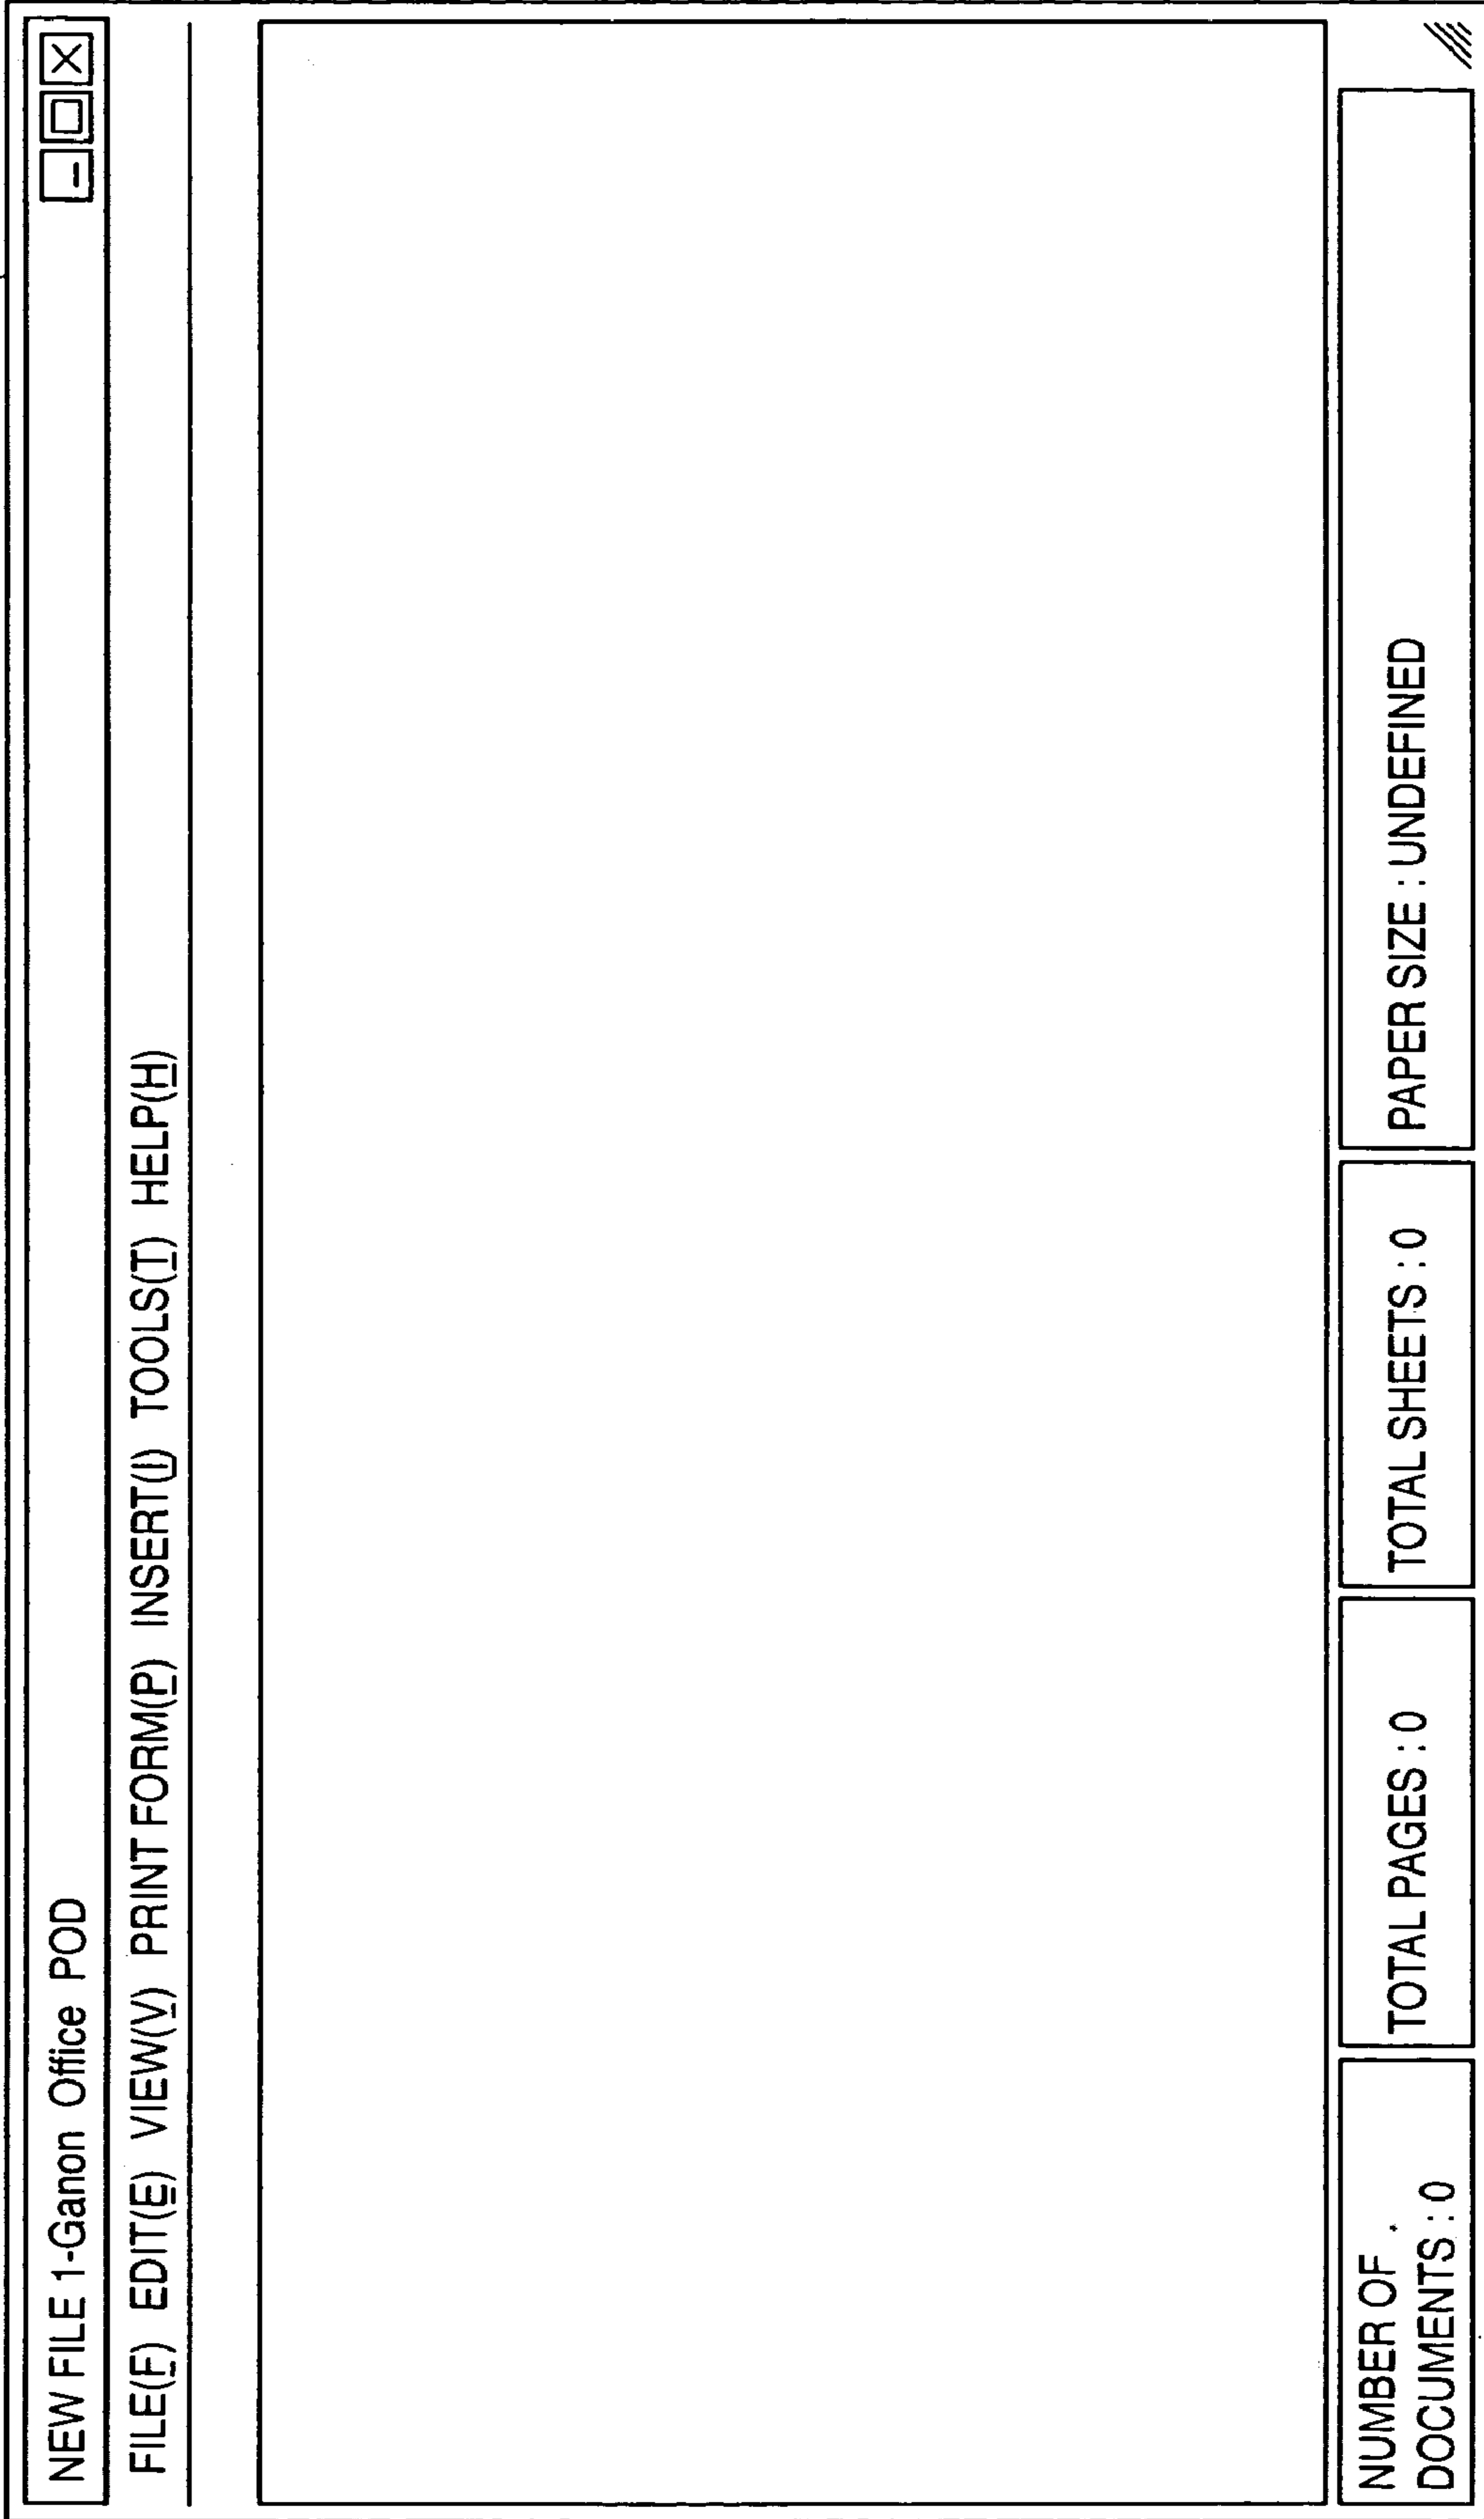 NEW FILE 1-Ganon Office POD
FILE(F) EDIT(E) VIEW(V) PRINT FORM(P) INSERT(I) TOOLS(T) HELP(H)
NUMBER OF
DOCUMENTS : 0
TOTAL PAGES : 0
TOTAL SHEETS : 0
PAPER SIZE : UNDEFINED